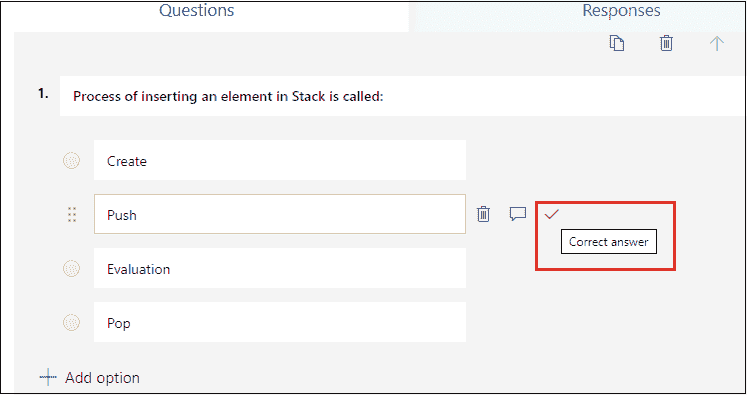 Questions
Responses
1.
Process of inserting an element in Stack is called:
Create
Push
Correct answer
Evaluation
Pop
Add option